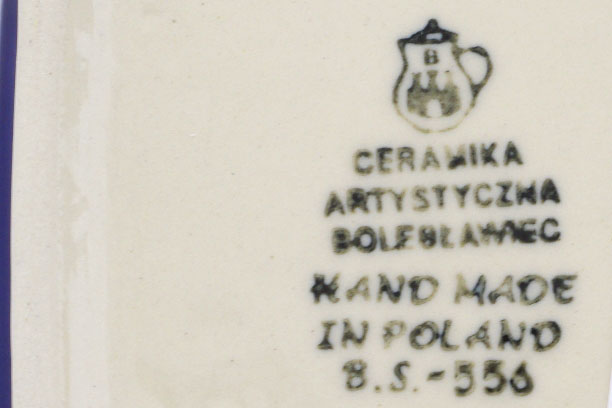 B
CERAMIKA
ARTYSTYCZNA
BOLESŁAWIEC
HAND MADE
IN POLAND
B.S.-556